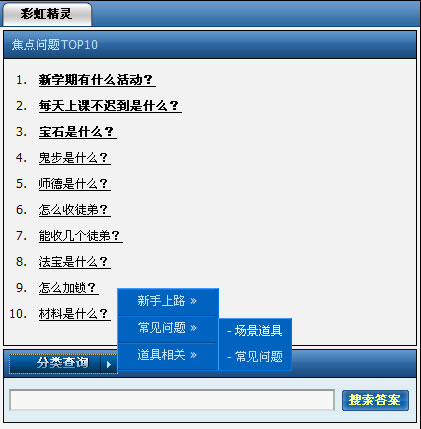 彩虹精灵
焦点问题TOP10
1. 新学期有什么活动？
2. 每天上课不迟到是什么？
3. 宝石是什么？
4. 鬼步是什么？
5. 师德是什么？
6. 怎么收徒弟？
7. 能收几个徒弟？
8. 法宝是什么？
9. 怎么加锁？
10. 材料是什么？
新手上路 »
常见问题 »
- 场景道具
道具相关 »
- 常见问题
分类查询
搜索答案